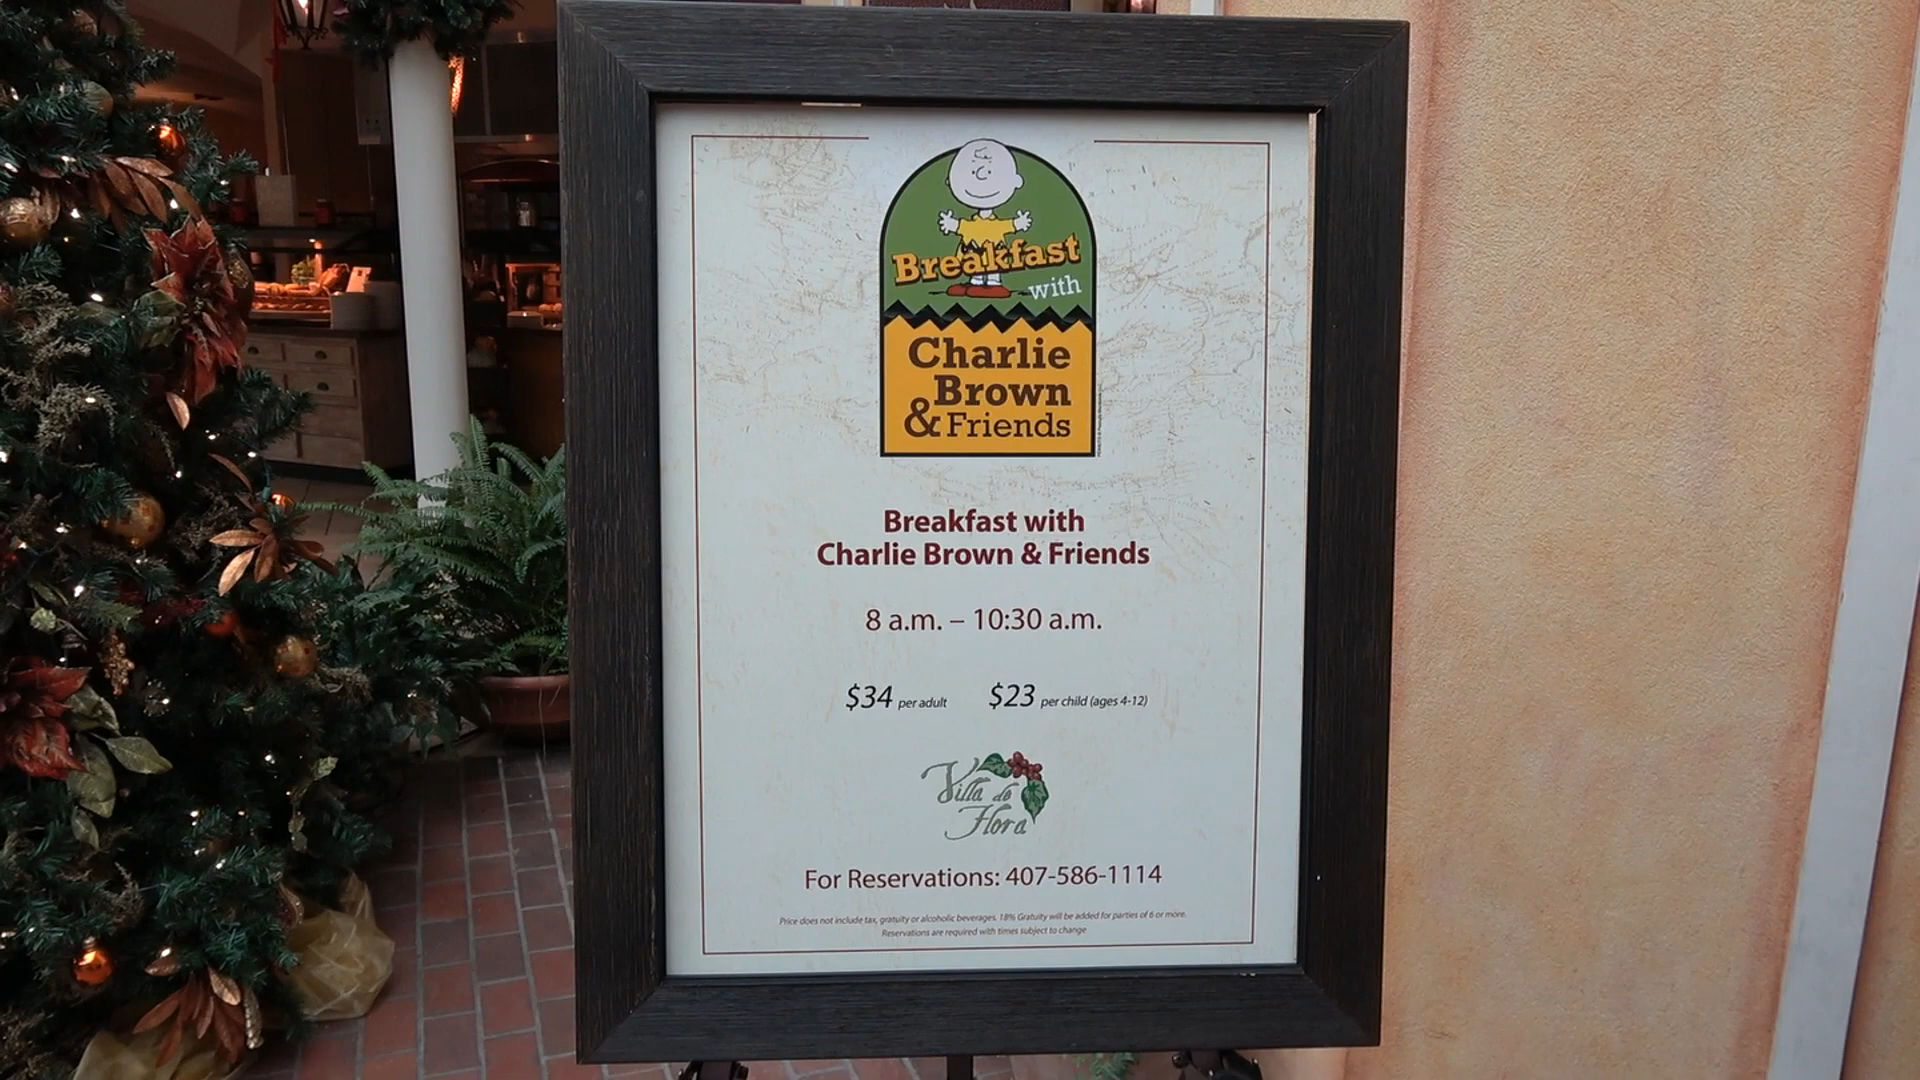 Breakfast
with
Charlie
Brown
& Friends
Breakfast with
Charlie Brown & Friends
8 a.m. – 10:30 a.m.
$34 per adult $23 per child (ages 4-12)
Villa de
Flora
For Reservations: 407-586-1114
Price does not include tax, gratuity or alcoholic beverages. 18% Gratuity will be added for parties of 6 or more.
Reservations are required with times subject to change